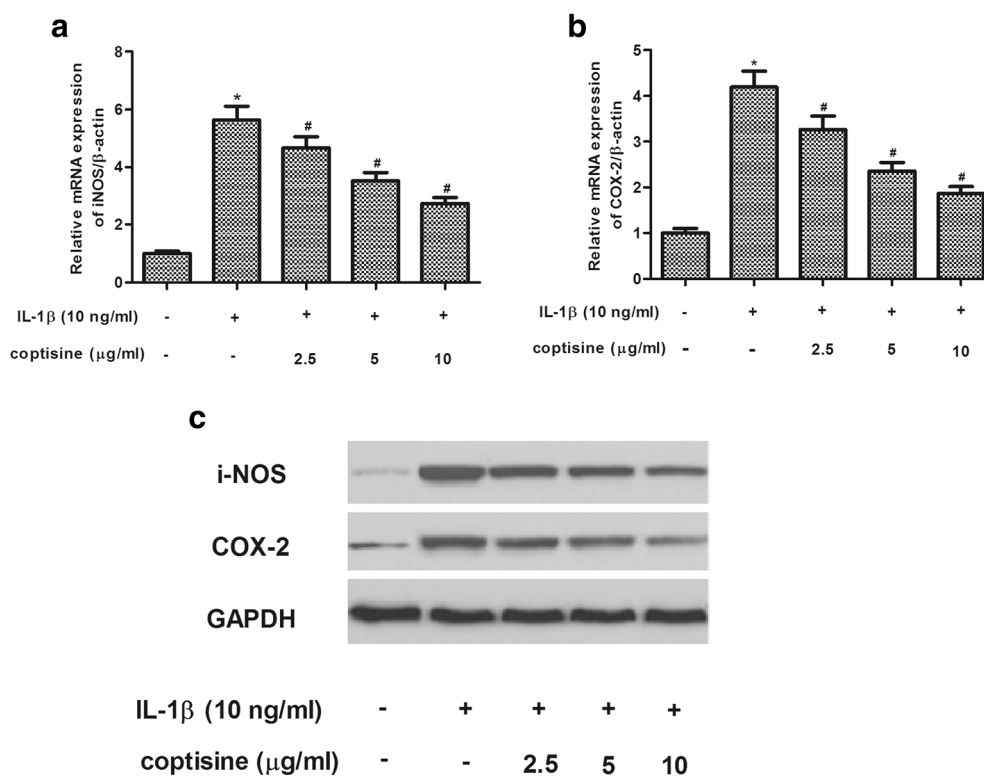 a
Relative mRNA expression
of iNOS/β-actin
8
6
4
2
0
*
#
#
#
IL-1β (10 ng/ml) - + + + +
coptisine (μg/ml) - - 2.5 5 10
b
Relative mRNA expression
of COX-2/β-actin
5
4
3
2
1
0
*
#
#
#
IL-1β (10 ng/ml) - + + + +
coptisine (μg/ml) - - 2.5 5 10
c
i-NOS
COX-2
GAPDH
IL-1β (10 ng/ml) - + + + +
coptisine (μg/ml) - - 2.5 5 10